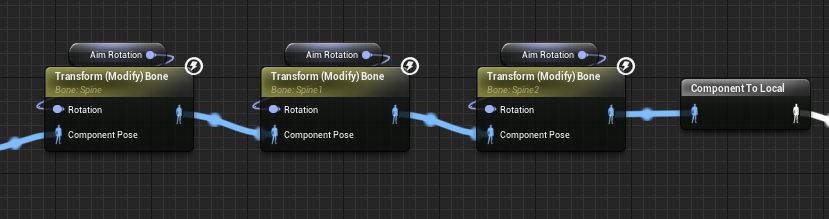 Aim Rotation
Transform (Modify) Bone
Bone: Spine
Rotation
Component Pose
Aim Rotation
Transform (Modify) Bone
Bone: Spine1
Rotation
Component Pose
Aim Rotation
Transform (Modify) Bone
Bone: Spine2
Rotation
Component Pose
Component To Local